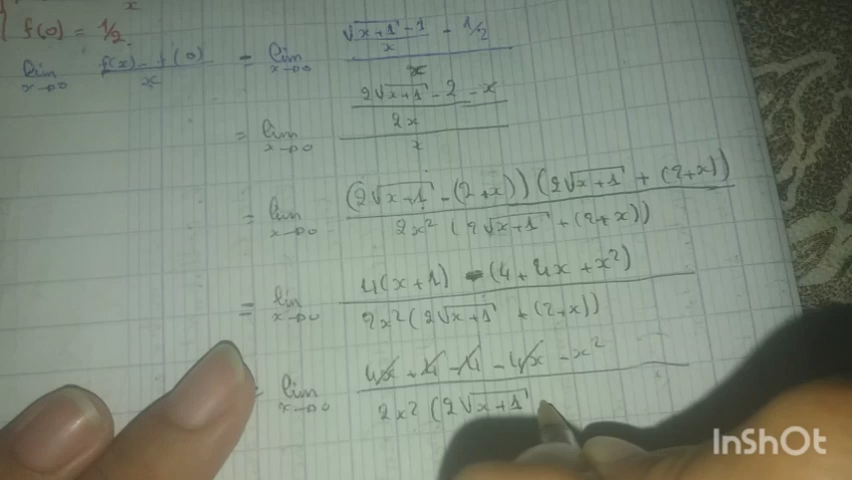 x
f(0) = 1/2.
lim x→0 f(x) - f(0) / x = lim x→0 (√(x+1) - 1 / x - 1/2) / x
= lim x→0 (2√(x+1) - 2 - x / 2x) / x
= lim x→0 (2√(x+1) - (2+x)) (2√(x+1) + (2+x)) / 2x² (2√(x+1) + (2+x))
= lim x→0 4(x+1) - (4 + 4x + x²) / 2x² (2√(x+1) + (2+x))
= lim x→0 4x + 4 - 4 - 4x - x² / 2x² (2√(x+1)
InShOt